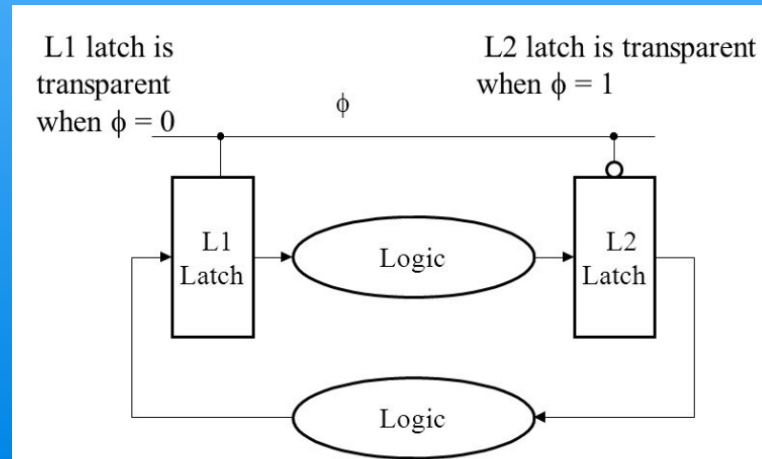 L1 latch is
transparent
when ϕ = 0
ϕ
L2 latch is transparent
when ϕ = 1
L1
Latch
Logic
L2
Latch
Logic